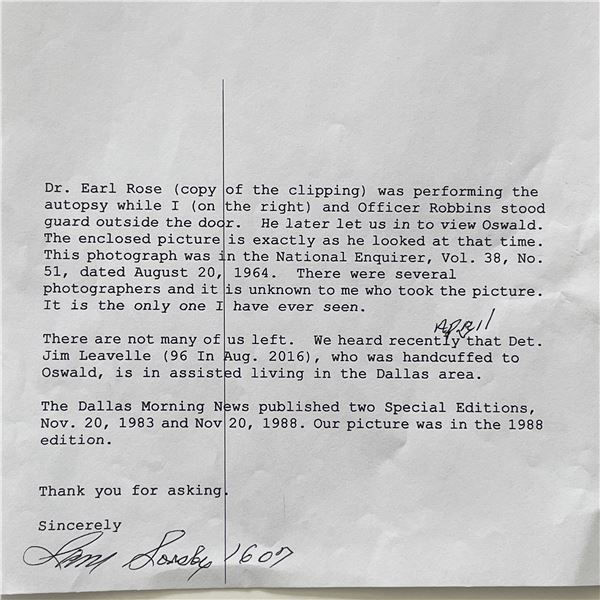 Dr. Earl Rose (copy of the clipping) was performing the
autopsy while I (on the right) and Officer Robbins stood
guard outside the door.  He later let us in to view Oswald.
The enclosed picture is exactly as he looked at that time.
This photograph was in the National Enquirer, Vol. 38, No.
51, dated August 20, 1964.  There were several
photographers and it is unknown to me who took the picture.
It is the only one I have ever seen.
April
There are not many of us left.  We heard recently that Det.
Jim Leavelle (96 In Aug. 2016), who was handcuffed to
Oswald, is in assisted living in the Dallas area.
The Dallas Morning News published two Special Editions,
Nov. 20, 1983 and Nov 20, 1988. Our picture was in the 1988
edition.
Thank you for asking.
Sincerely
1607